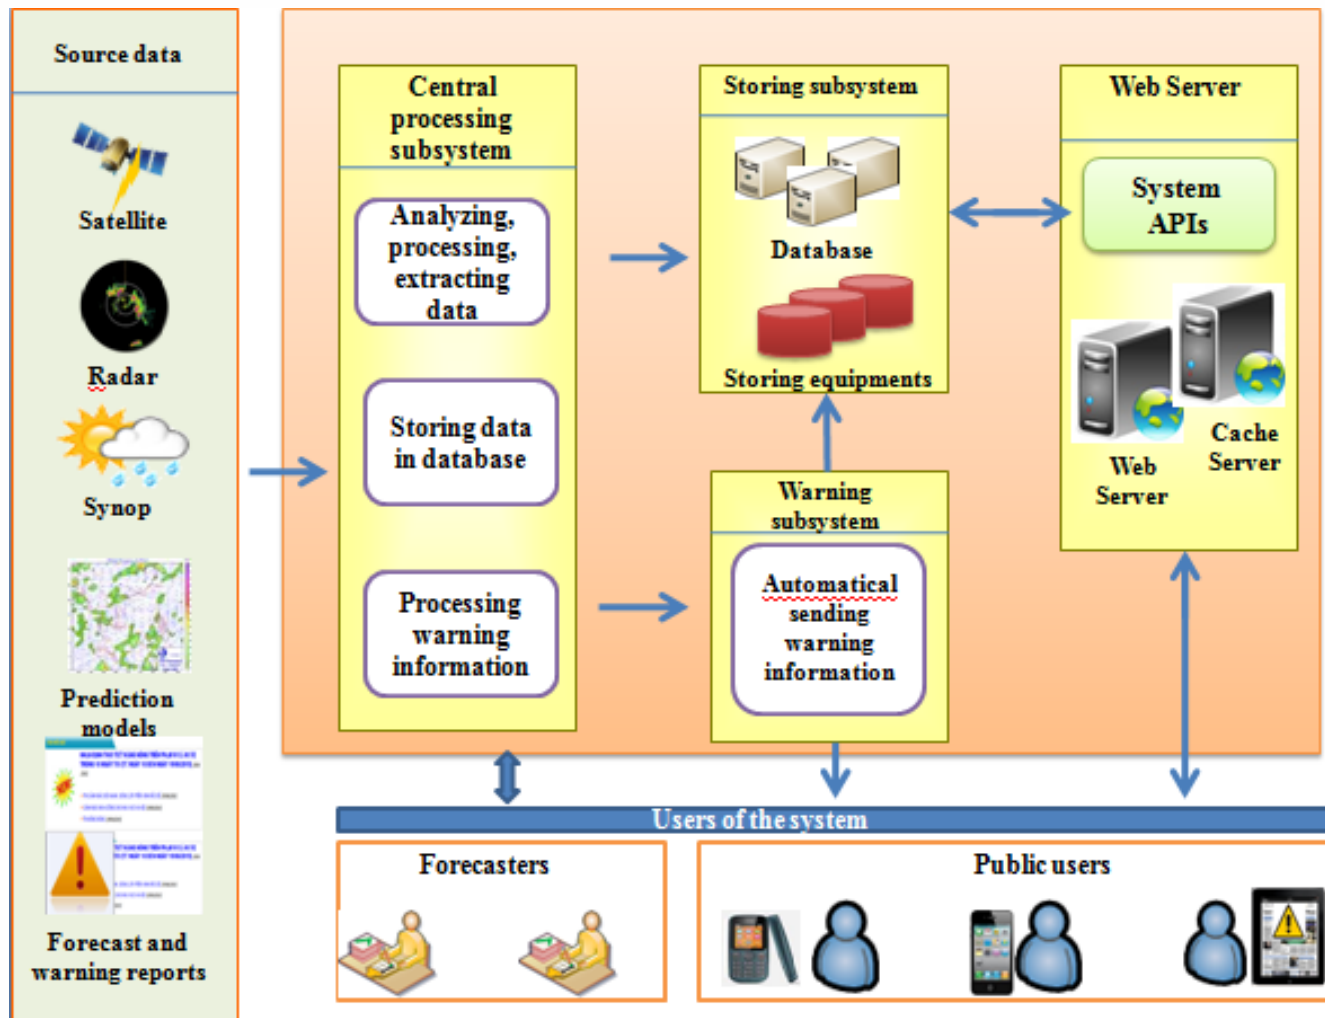 Source data
Satellite
Radar
Synop
Prediction
models
Forecast and
warning reports
Central
processing
subsystem
Analyzing,
processing,
extracting
data
Storing data
in database
Processing
warning
information
Storing subsystem
Database
Storing equipments
Warning
subsystem
Automatical
sending
warning
information
Web Server
System
APIs
Web
Server
Cache
Server
Users of the system
Forecasters
Public users